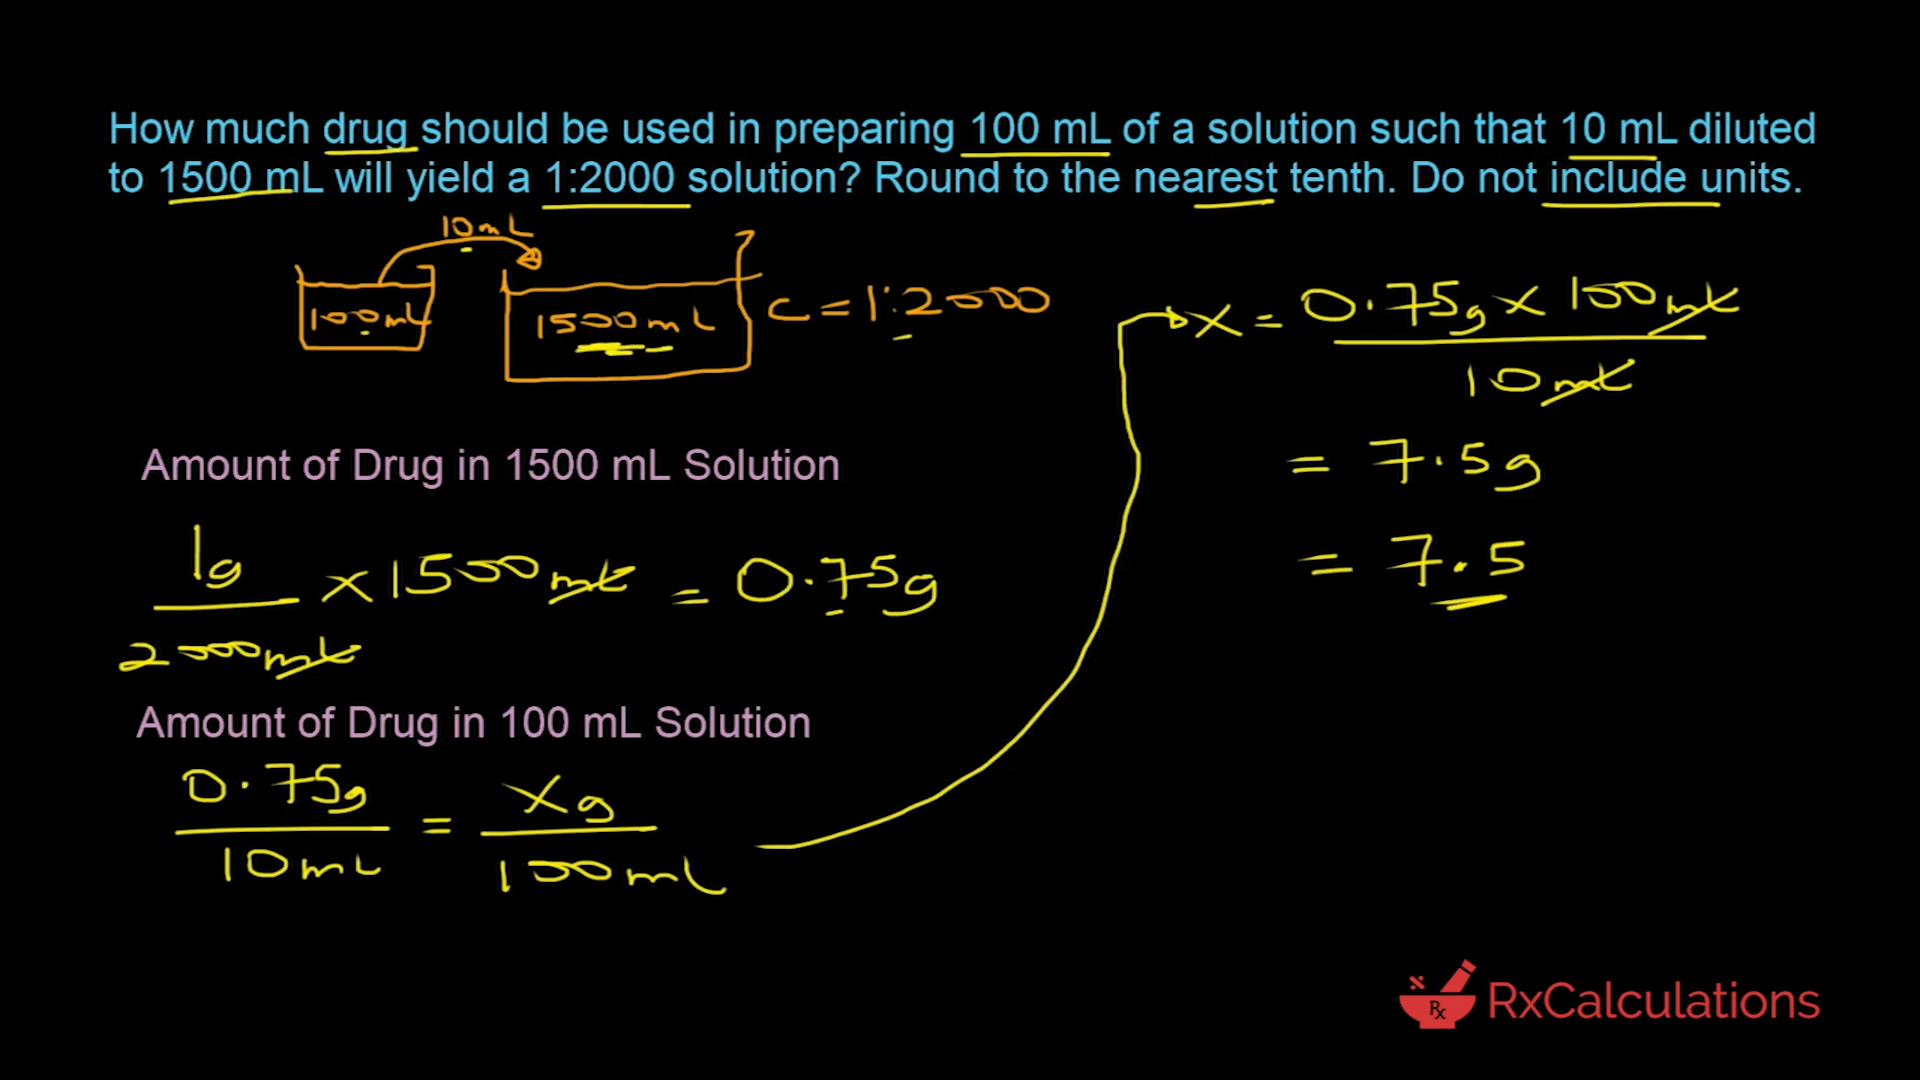 How much drug should be used in preparing 100 mL of a solution such that 10 mL diluted
to 1500 mL will yield a 1:2000 solution? Round to the nearest tenth. Do not include units.
10mL
100mL
1500mL
C = 1:2000
Amount of Drug in 1500 mL Solution
1g
× 1500mL = 0.75g
2000mL
Amount of Drug in 100 mL Solution
0.75g = Xg
10mL 100mL
X = 0.75g × 100mL
10mL
= 7.5g
= 7.5
Rx
RxCalculations